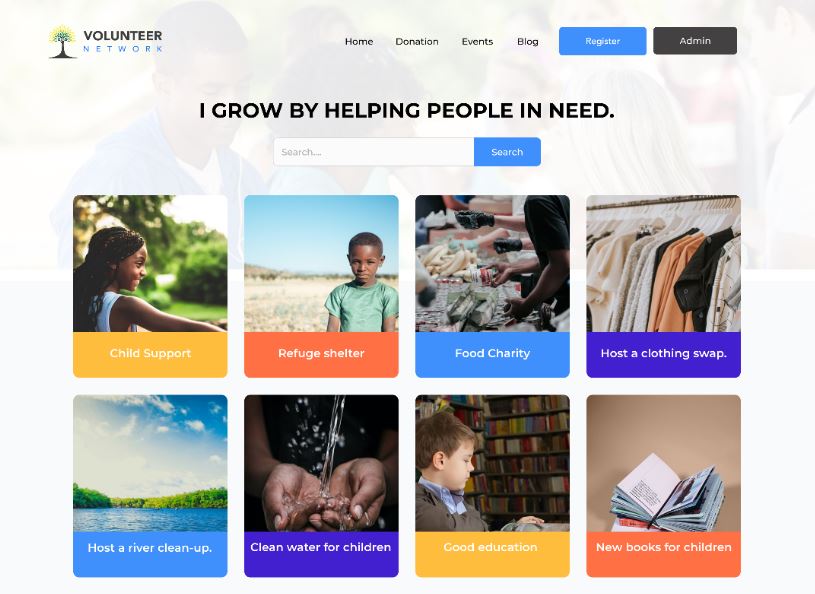 VOLUNTEER
NETWORK
Home
Donation
Events
Blog
Register
Admin
I GROW BY HELPING PEOPLE IN NEED.
Search....
Search
Child Support
Refuge shelter
Food Charity
Host a clothing swap.
Host a river clean-up.
Clean water for children
Good education
New books for children